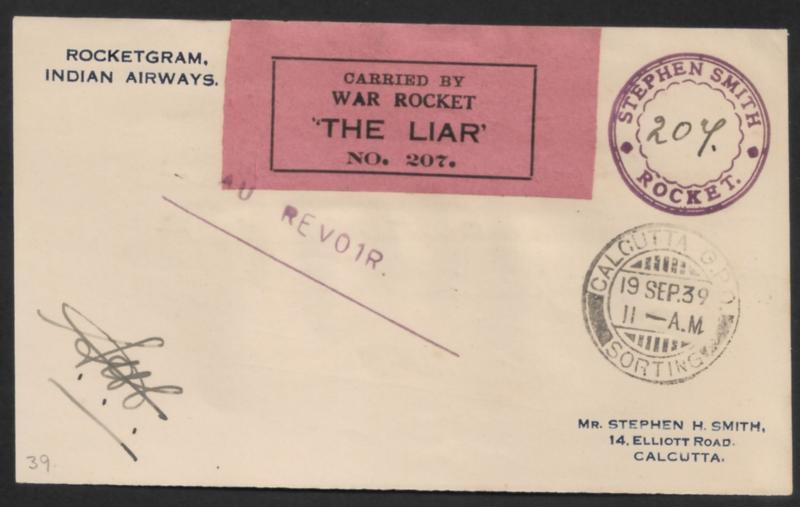 ROCKETGRAM,
INDIAN AIRWAYS.
CARRIED BY
WAR ROCKET
'THE LIAR'
NO. 207.
STEPHEN SMITH
207.
ROCKET.
AU REVOIR.
CALCUTTA G.P.O.
19 SEP.39
11 — A.M.
SORTING
MR. STEPHEN H. SMITH,
14, ELLIOTT ROAD.
CALCUTTA.
39.